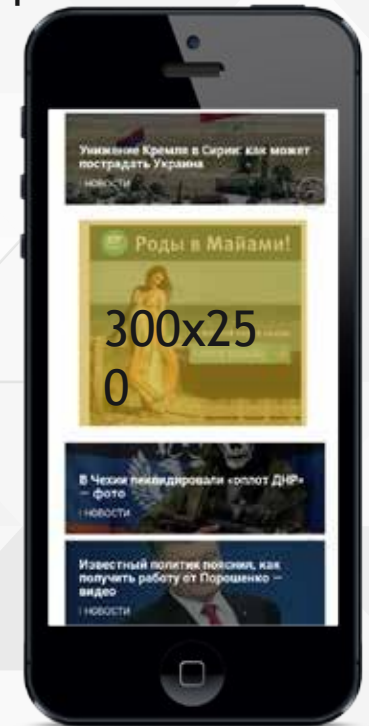 Унижение Кремля в Сирии: как может
пострадать Украина
НОВОСТИ
Роды в Майами!
300x25
0
В Чехии ликвидировали «оплот ДНР»
— фото
НОВОСТИ
Известный политик пояснил, как
получить работу от Порошенко —
видео
НОВОСТИ